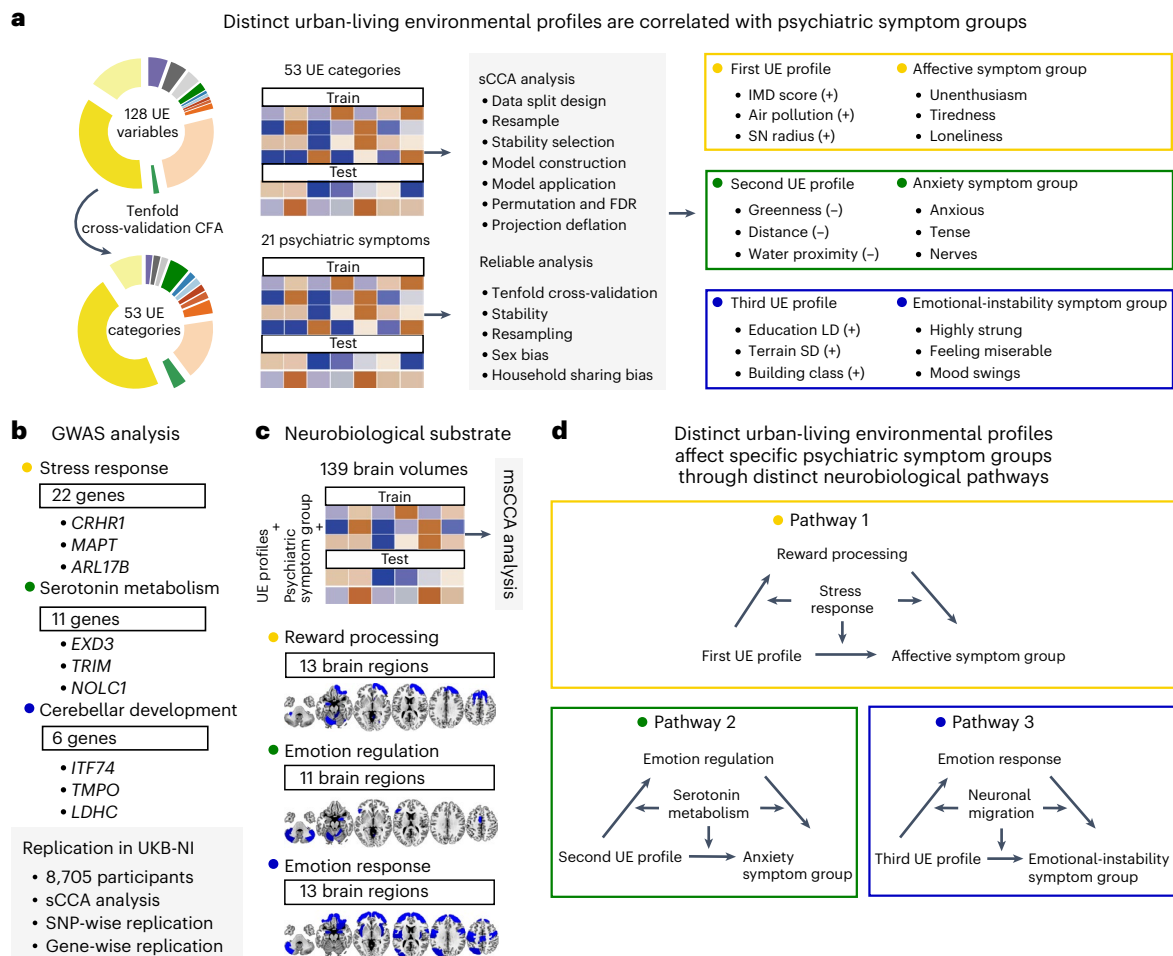 a
Distinct urban-living environmental profiles are correlated with psychiatric symptom groups
128 UE
variables
Tenfold
cross-validation CFA
53 UE
categories
53 UE categories
Train
Test
21 psychiatric symptoms
Train
Test
sCCA analysis
• Data split design
• Resample
• Stability selection
• Model construction
• Model application
• Permutation and FDR
• Projection deflation
Reliable analysis
• Tenfold cross-validation
• Stability
• Resampling
• Sex bias
• Household sharing bias
First UE profile
• IMD score (+)
• Air pollution (+)
• SN radius (+)
Affective symptom group
• Unenthusiasm
• Tiredness
• Loneliness
Second UE profile
• Greenness (–)
• Distance (–)
• Water proximity (–)
Anxiety symptom group
• Anxious
• Tense
• Nerves
Third UE profile
• Education LD (+)
• Terrain SD (+)
• Building class (+)
Emotional-instability symptom group
• Highly strung
• Feeling miserable
• Mood swings
b
GWAS analysis
Stress response
22 genes
• CRHR1
• MAPT
• ARL17B
Serotonin metabolism
11 genes
• EXD3
• TRIM
• NOLC1
Cerebellar development
6 genes
• ITF74
• TMPO
• LDHC
Replication in UKB-NI
• 8,705 participants
• sCCA analysis
• SNP-wise replication
• Gene-wise replication
c
Neurobiological substrate
139 brain volumes
UE profiles
+
Psychiatric
symptom group
+
Train
Test
msCCA analysis
Reward processing
13 brain regions
Emotion regulation
11 brain regions
Emotion response
13 brain regions
d
Distinct urban-living environmental profiles
affect specific psychiatric symptom groups
through distinct neurobiological pathways
Pathway 1
Reward processing
Stress
response
First UE profile
Affective symptom group
Pathway 2
Emotion regulation
Serotonin
metabolism
Second UE profile
Anxiety
symptom group
Pathway 3
Emotion response
Neuronal
migration
Third UE profile
Emotional-instability
symptom group